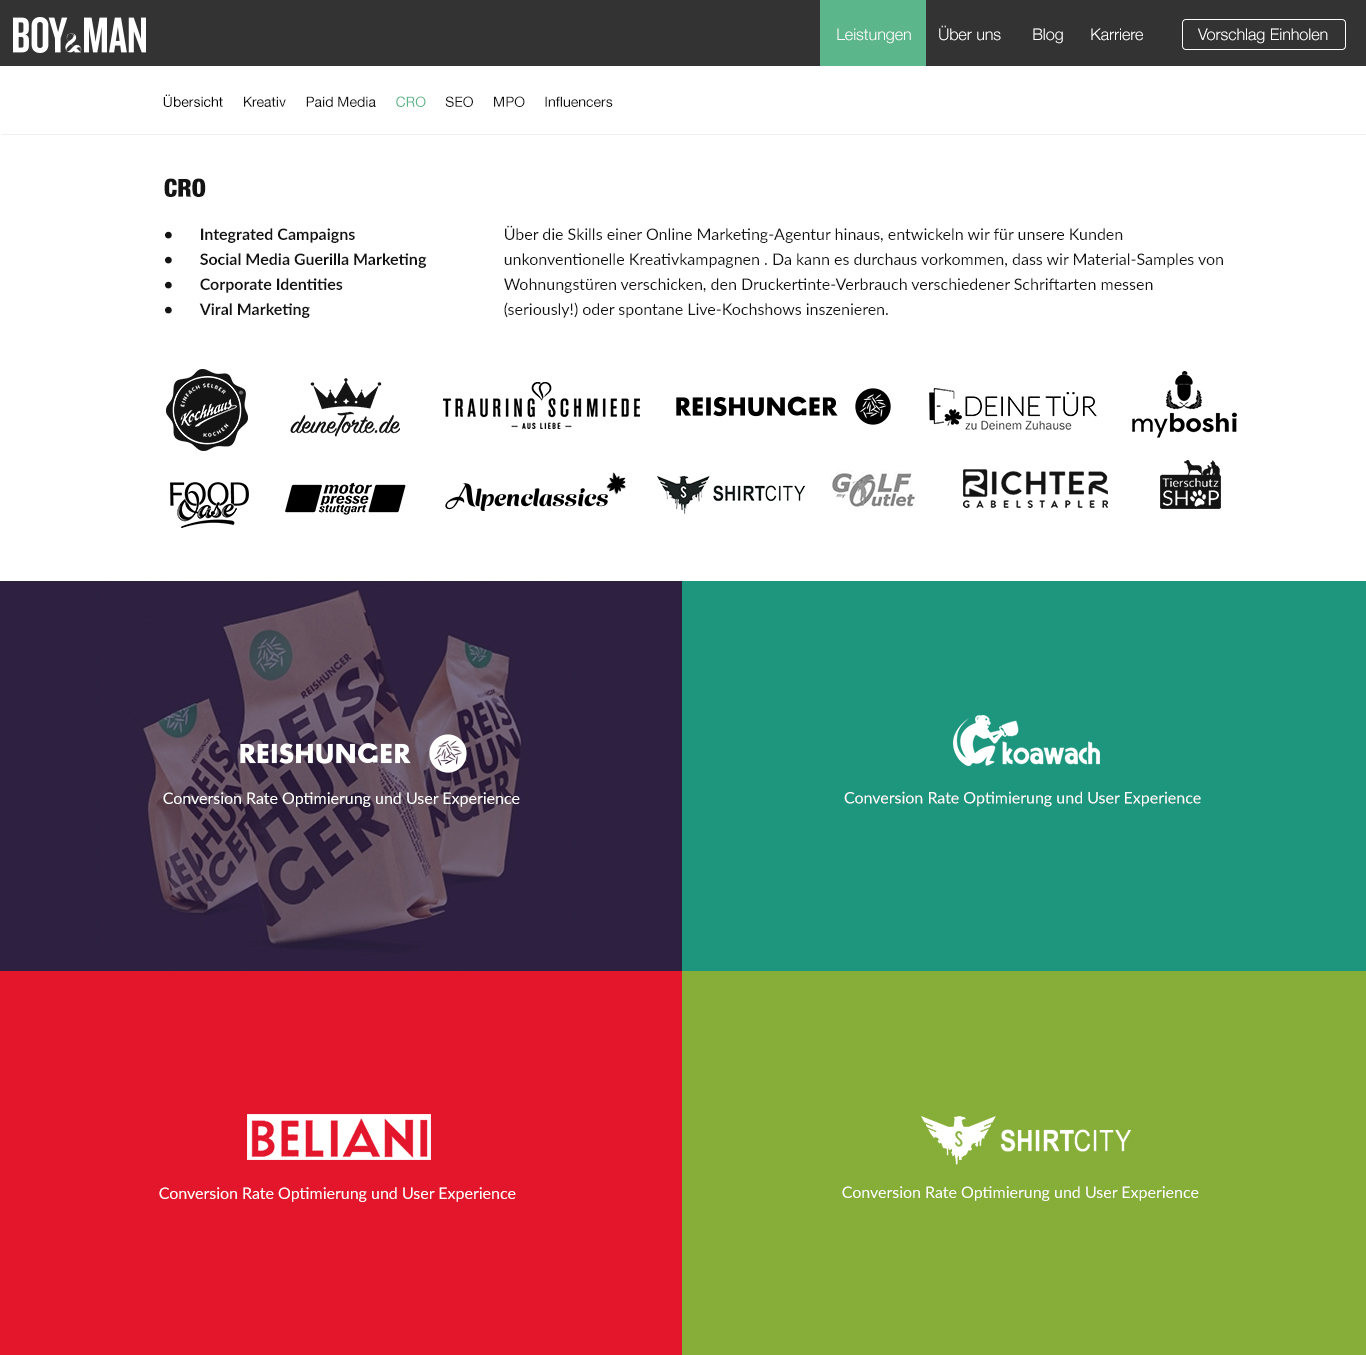 BOY&MAN
Leistungen Über uns Blog Karriere Vorschlag Einholen
Übersicht Kreativ Paid Media CRO SEO MPO Influencers
CRO
• Integrated Campaigns
• Social Media Guerilla Marketing
• Corporate Identities
• Viral Marketing
Über die Skills einer Online Marketing-Agentur hinaus, entwickeln wir für unsere Kunden
unkonventionelle Kreativkampagnen . Da kann es durchaus vorkommen, dass wir Material-Samples von
Wohnungstüren verschicken, den Druckertinte-Verbrauch verschiedener Schriftarten messen
(seriously!) oder spontane Live-Kochshows inszenieren.
EINFACH SELBER
Kochhaus
KOCHEN
deineTorte.de
TRAURINGSCHMIEDE
– AUS LIEBE –
REISHUNGER
DEINE TÜR
zu Deinem Zuhause
myboshi
FOOD
Oase
motor
presse
stuttgart
Alpenclassics
S SHIRTCITY
GOLF
my Outlet
RICHTER
GABELSTAPLER
Tierschutz
SHOP
REISHUNGER
REIS
HUN
GER
REISHUNGER
Conversion Rate Optimierung und User Experience
koawach
Conversion Rate Optimierung und User Experience
BELIANI
Conversion Rate Optimierung und User Experience
S SHIRTCITY
Conversion Rate Optimierung und User Experience